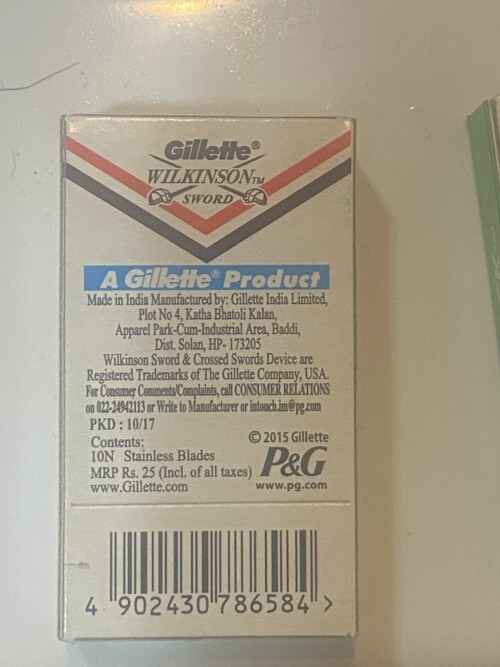 Gillette®
WILKINSON TM
SWORD
A Gillette® Product
Made in India Manufactured by: Gillette India Limited,
Plot No 4, Katha Bhatoli Kalan,
Apparel Park-Cum-Industrial Area, Baddi,
Dist. Solan, HP- 173205
Wilkinson Sword & Crossed Swords Device are
Registered Trademarks of The Gillette Company, USA.
For Consumer Comments/Complaints, call CONSUMER RELATIONS
on 022-24942113 or Write to Manufacturer or intouch.im@pg.com
PKD : 10/17
Contents:
10N Stainless Blades
MRP Rs. 25 (Incl. of all taxes)
www.Gillette.com
© 2015 Gillette
P&G
www.pg.com
4 902430 786584 >